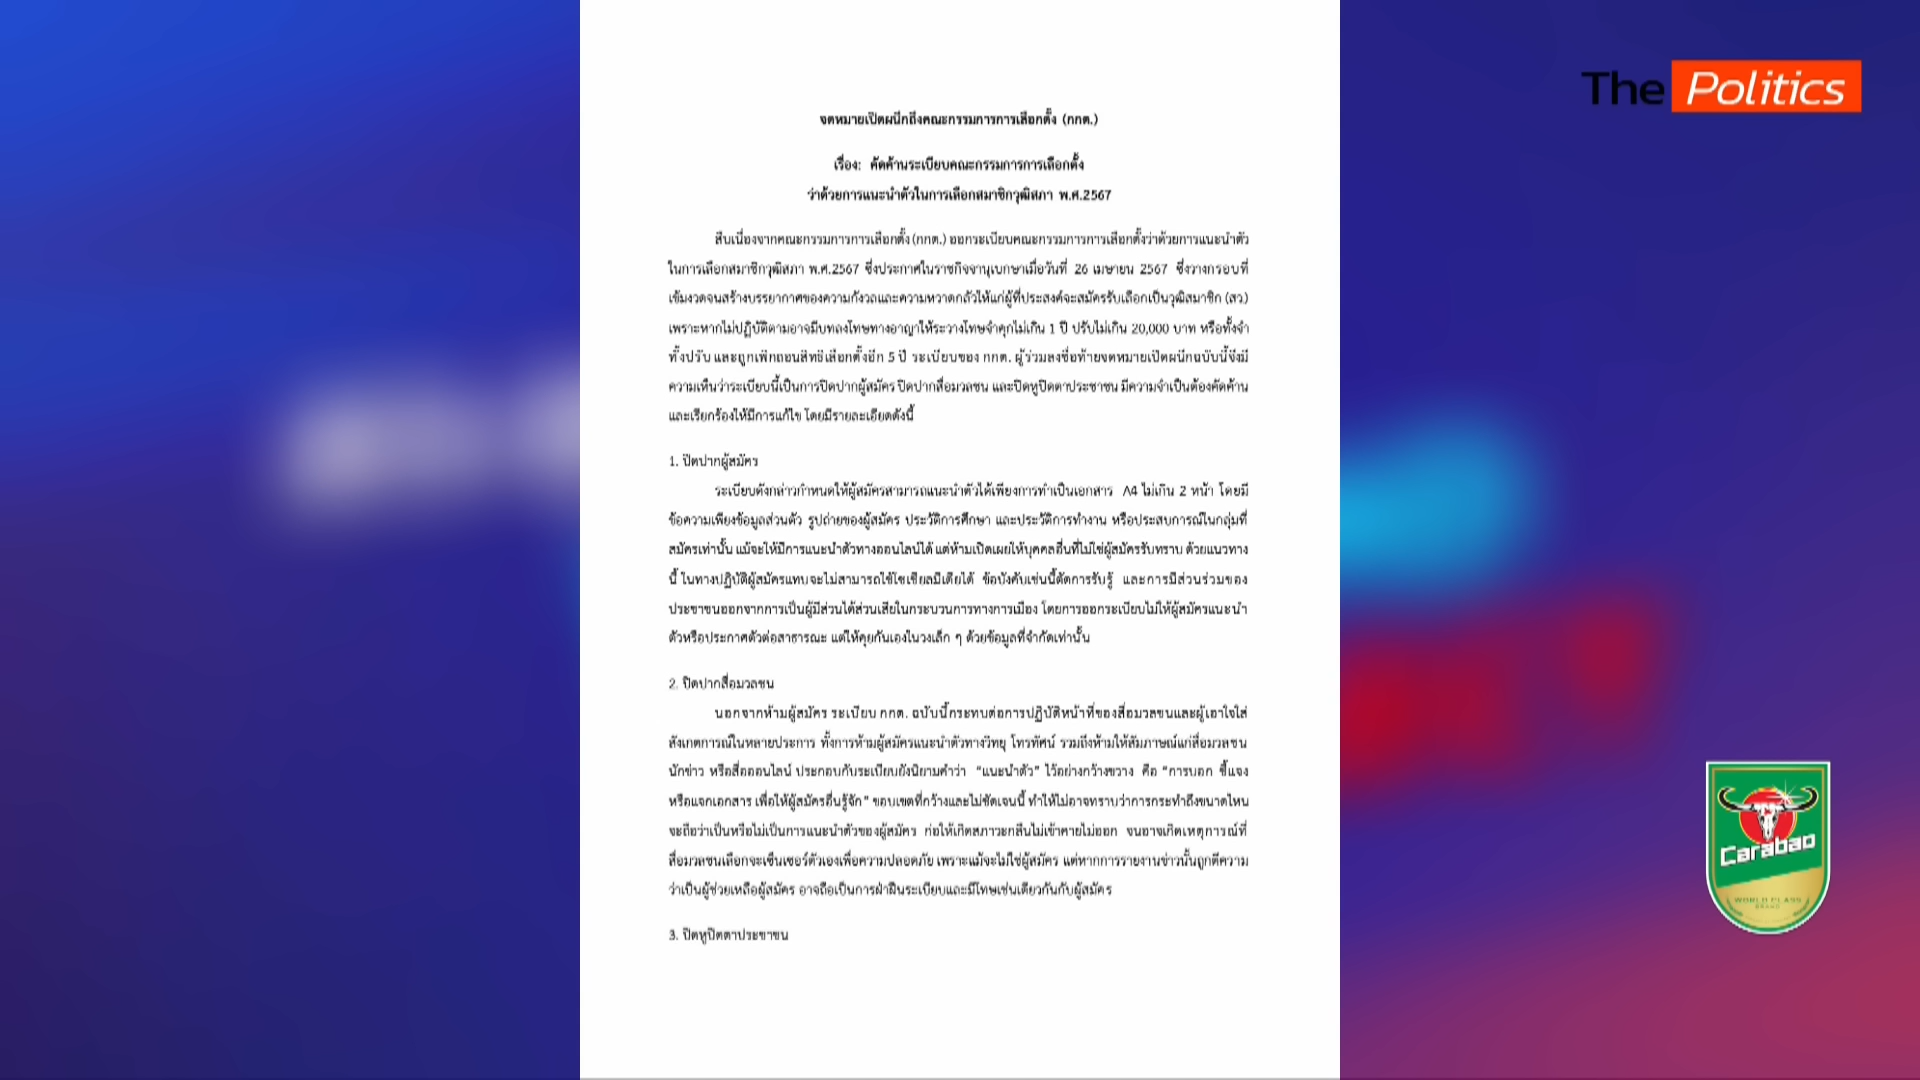 The Politics
จดหมายเปิดผนึกถึงคณะกรรมการการเลือกตั้ง (กกต.)
เรื่อง: คัดค้านระเบียบคณะกรรมการการเลือกตั้ง
ว่าด้วยการแนะนำตัวในการเลือกสมาชิกวุฒิสภา พ.ศ.2567
สืบเนื่องจากคณะกรรมการการเลือกตั้ง (กกต.) ออกระเบียบคณะกรรมการการเลือกตั้งว่าด้วยการแนะนำตัว
ในการเลือกสมาชิกวุฒิสภา พ.ศ.2567 ซึ่งประกาศในราชกิจจานุเบกษาเมื่อวันที่ 26 เมษายน 2567 ซึ่งวางกรอบที่
เข้มงวดจนสร้างบรรยากาศของความกังวลและความหวาดกลัวให้แก่ผู้ที่ประสงค์จะสมัครรับเลือกเป็นวุฒิสมาชิก (สว.)
เพราะหากไม่ปฏิบัติตามอาจมีบทลงโทษทางอาญาให้ระวางโทษจำคุกไม่เกิน 1 ปี ปรับไม่เกิน 20,000 บาท หรือทั้งจำ
ทั้งปรับ และถูกเพิกถอนสิทธิเลือกตั้งอีก 5 ปี ระเบียบของ กกต. ผู้ร่วมลงชื่อท้ายจดหมายเปิดผนึกฉบับนี้จึงมี
ความเห็นว่าระเบียบนี้เป็นการปิดปากผู้สมัคร ปิดปากสื่อมวลชน และปิดหูปิดตาประชาชน มีความจำเป็นต้องคัดค้าน
และเรียกร้องให้มีการแก้ไข โดยมีรายละเอียดดังนี้
1. ปิดปากผู้สมัคร
ระเบียบดังกล่าวกำหนดให้ผู้สมัครสามารถแนะนำตัวได้เพียงการทำเป็นเอกสาร A4 ไม่เกิน 2 หน้า โดยมี
ข้อความเพียงข้อมูลส่วนตัว รูปถ่ายของผู้สมัคร ประวัติการศึกษา และประวัติการทำงาน หรือประสบการณ์ในกลุ่มที่
สมัครเท่านั้น แม้จะให้มีการแนะนำตัวทางออนไลน์ได้ แต่ห้ามเปิดเผยให้บุคคลอื่นที่ไม่ใช่ผู้สมัครรับทราบ ด้วยแนวทาง
นี้ ในทางปฏิบัติผู้สมัครแทบจะไม่สามารถใช้โซเชียลมีเดียได้ ข้อบังคับเช่นนี้ตัดการรับรู้ และการมีส่วนร่วมของ
ประชาชนออกจากการเป็นผู้มีส่วนได้ส่วนเสียในกระบวนการทางการเมือง โดยการออกระเบียบไม่ให้ผู้สมัครแนะนำ
ตัวหรือประกาศตัวต่อสาธารณะ แต่ให้คุยกันเองในวงเล็ก ๆ ด้วยข้อมูลที่จำกัดเท่านั้น
2. ปิดปากสื่อมวลชน
นอกจากห้ามผู้สมัคร ระเบียบ กกต. ฉบับนี้กระทบต่อการปฏิบัติหน้าที่ของสื่อมวลชนและผู้เอาใจใส่
สังเกตการณ์ในหลายประการ ทั้งการห้ามผู้สมัครแนะนำตัวทางวิทยุ โทรทัศน์ รวมถึงห้ามให้สัมภาษณ์แก่สื่อมวลชน
นักข่าว หรือสื่อออนไลน์ ประกอบกับระเบียบยังนิยามคำว่า “แนะนำตัว” ไว้อย่างกว้างขวาง คือ “การบอก ชี้แจง
หรือแจกเอกสาร เพื่อให้ผู้สมัครอื่นรู้จัก” ขอบเขตที่กว้างและไม่ชัดเจนนี้ ทำให้ไม่อาจทราบว่าการกระทำถึงขนาดไหน
จะถือว่าเป็นหรือไม่เป็นการแนะนำตัวของผู้สมัคร ก่อให้เกิดสภาวะกลืนไม่เข้าคายไม่ออก จนอาจเกิดเหตุการณ์ที่
สื่อมวลชนเลือกจะเซ็นเซอร์ตัวเองเพื่อความปลอดภัย เพราะแม้จะไม่ใช่ผู้สมัคร แต่หากการรายงานข่าวนั้นถูกตีความ
ว่าเป็นผู้ช่วยเหลือผู้สมัคร อาจถือเป็นการฝ่าฝืนระเบียบและมีโทษเช่นเดียวกันกับผู้สมัคร
3. ปิดหูปิดตาประชาชน
Carabao
WORLD CLASS
BRAND